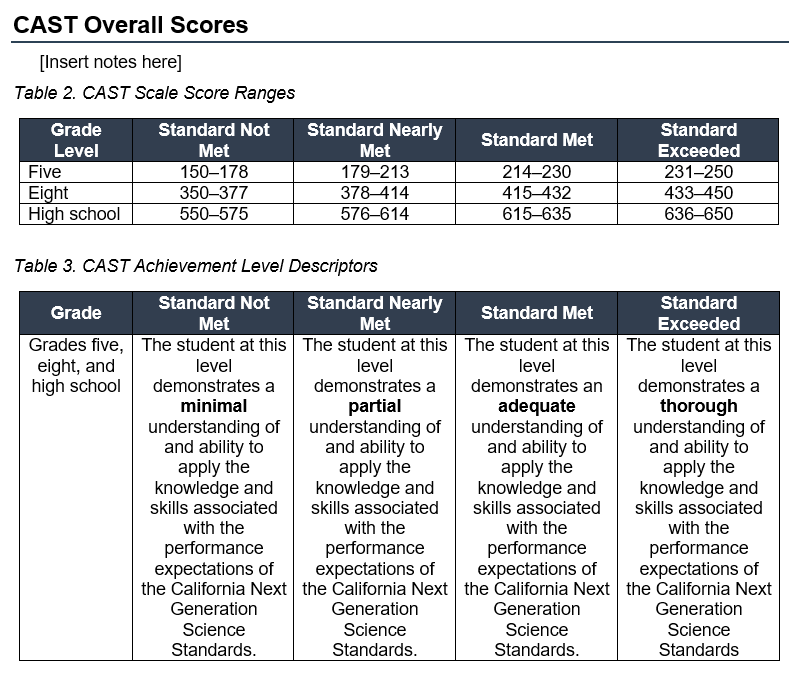 CAST Overall Scores
[Insert notes here]
Table 2. CAST Scale Score Ranges
Grade Level Standard Not Met Standard Nearly Met Standard Met Standard Exceeded
Five 150–178 179–213 214–230 231–250
Eight 350–377 378–414 415–432 433–450
High school 550–575 576–614 615–635 636–650
Table 3. CAST Achievement Level Descriptors
Grade Standard Not Met Standard Nearly Met Standard Met Standard Exceeded
Grades five,
eight, and
high school
The student at this
level
demonstrates a
minimal
understanding of
and ability to
apply the
knowledge and
skills associated
with the
performance
expectations of
the California Next
Generation
Science
Standards.
The student at this
level
demonstrates a
partial
understanding of
and ability to
apply the
knowledge and
skills associated
with the
performance
expectations of
the California Next
Generation
Science
Standards.
The student at this
level
demonstrates an
adequate
understanding of
and ability to
apply the
knowledge and
skills associated
with the
performance
expectations of
the California Next
Generation
Science
Standards.
The student at this
level
demonstrates a
thorough
understanding of
and ability to
apply the
knowledge and
skills associated
with the
performance
expectations of
the California Next
Generation
Science
Standards